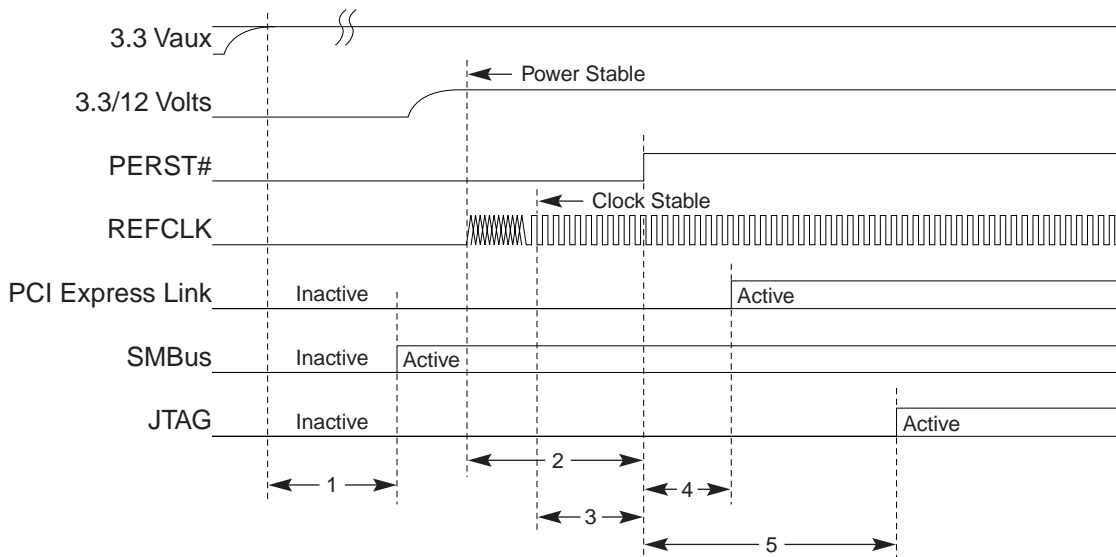 3.3 Vaux
Power Stable
3.3/12 Volts
PERST#
Clock Stable
REFCLK
PCI Express Link
Inactive
Active
SMBus
Inactive
Active
JTAG
Inactive
Active
2
1
4
3
5